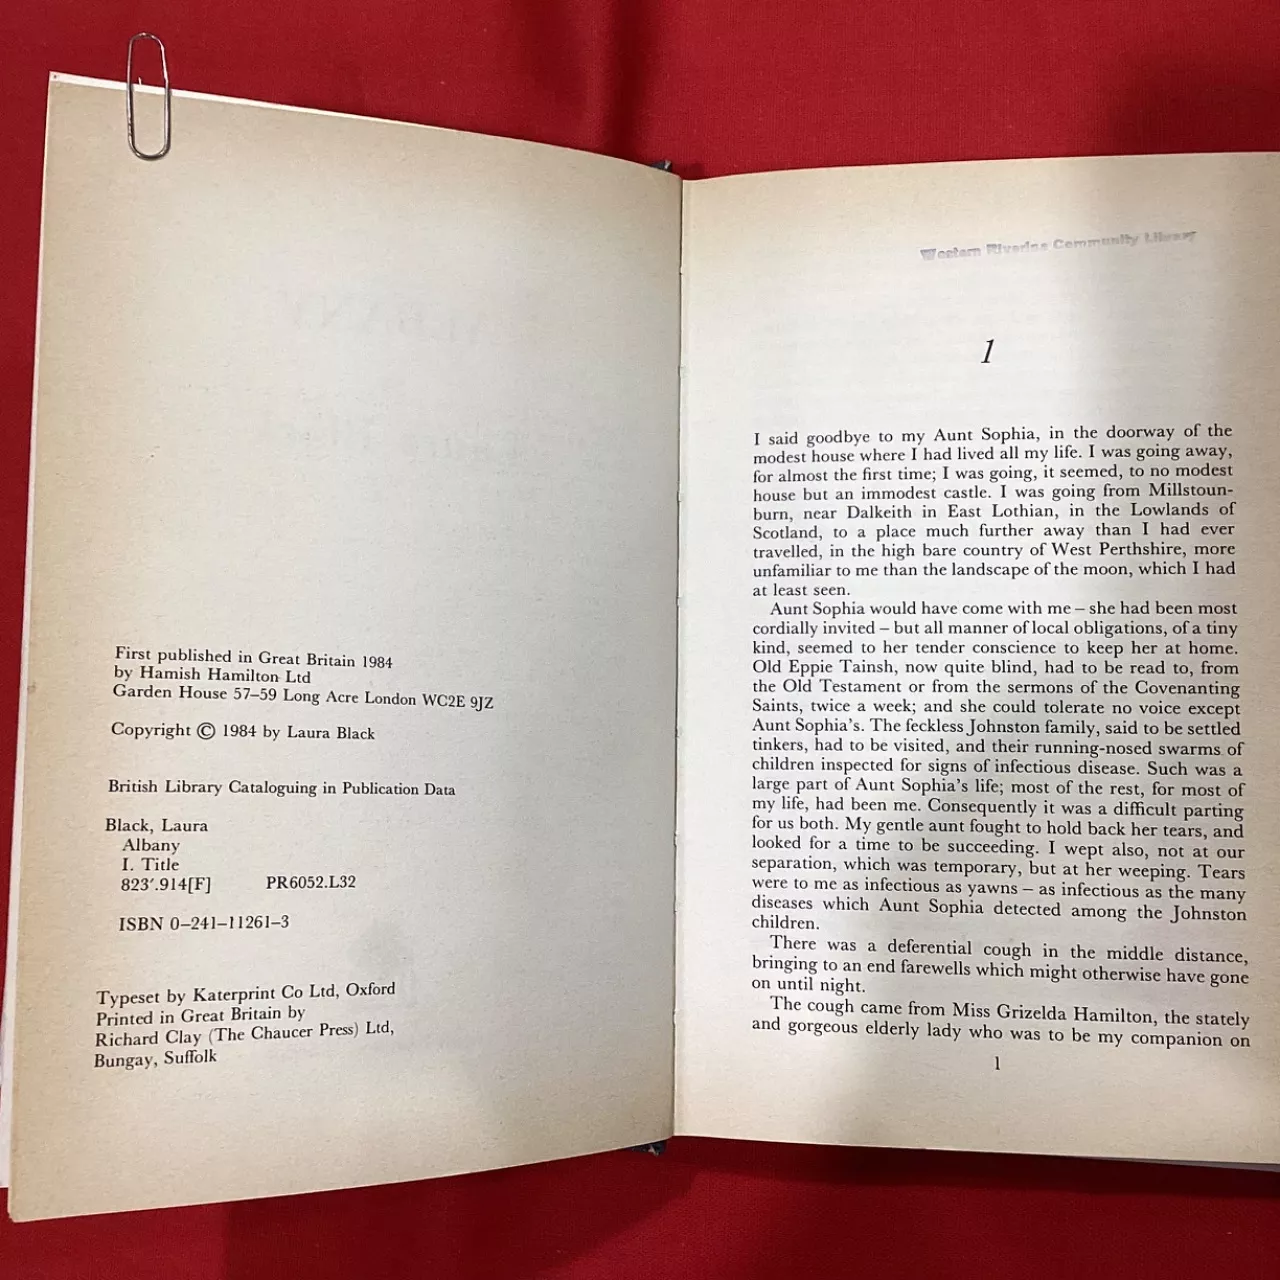 First published in Great Britain 1984
by Hamish Hamilton Ltd
Garden House 57–59 Long Acre London WC2E 9JZ
Copyright © 1984 by Laura Black
British Library Cataloguing in Publication Data
Black, Laura
Albany
I. Title
823′.914[F] PR6052.L32
ISBN 0–241–11261–3
Typeset by Katerprint Co Ltd, Oxford
Printed in Great Britain by
Richard Clay (The Chaucer Press) Ltd,
Bungay, Suffolk
Western Riverina Community Library
1
I said goodbye to my Aunt Sophia, in the doorway of the
modest house where I had lived all my life. I was going away,
for almost the first time; I was going, it seemed, to no modest
house but an immodest castle. I was going from Millstoun-
burn, near Dalkeith in East Lothian, in the Lowlands of
Scotland, to a place much further away than I had ever
travelled, in the high bare country of West Perthshire, more
unfamiliar to me than the landscape of the moon, which I had
at least seen.
Aunt Sophia would have come with me – she had been most
cordially invited – but all manner of local obligations, of a tiny
kind, seemed to her tender conscience to keep her at home.
Old Eppie Tainsh, now quite blind, had to be read to, from
the Old Testament or from the sermons of the Covenanting
Saints, twice a week; and she could tolerate no voice except
Aunt Sophia's. The feckless Johnston family, said to be settled
tinkers, had to be visited, and their running-nosed swarms of
children inspected for signs of infectious disease. Such was a
large part of Aunt Sophia's life; most of the rest, for most of
my life, had been me. Consequently it was a difficult parting
for us both. My gentle aunt fought to hold back her tears, and
looked for a time to be succeeding. I wept also, not at our
separation, which was temporary, but at her weeping. Tears
were to me as infectious as yawns – as infectious as the many
diseases which Aunt Sophia detected among the Johnston
children.
There was a deferential cough in the middle distance,
bringing to an end farewells which might otherwise have gone
on until night.
The cough came from Miss Grizelda Hamilton, the stately
and gorgeous elderly lady who was to be my companion on
1